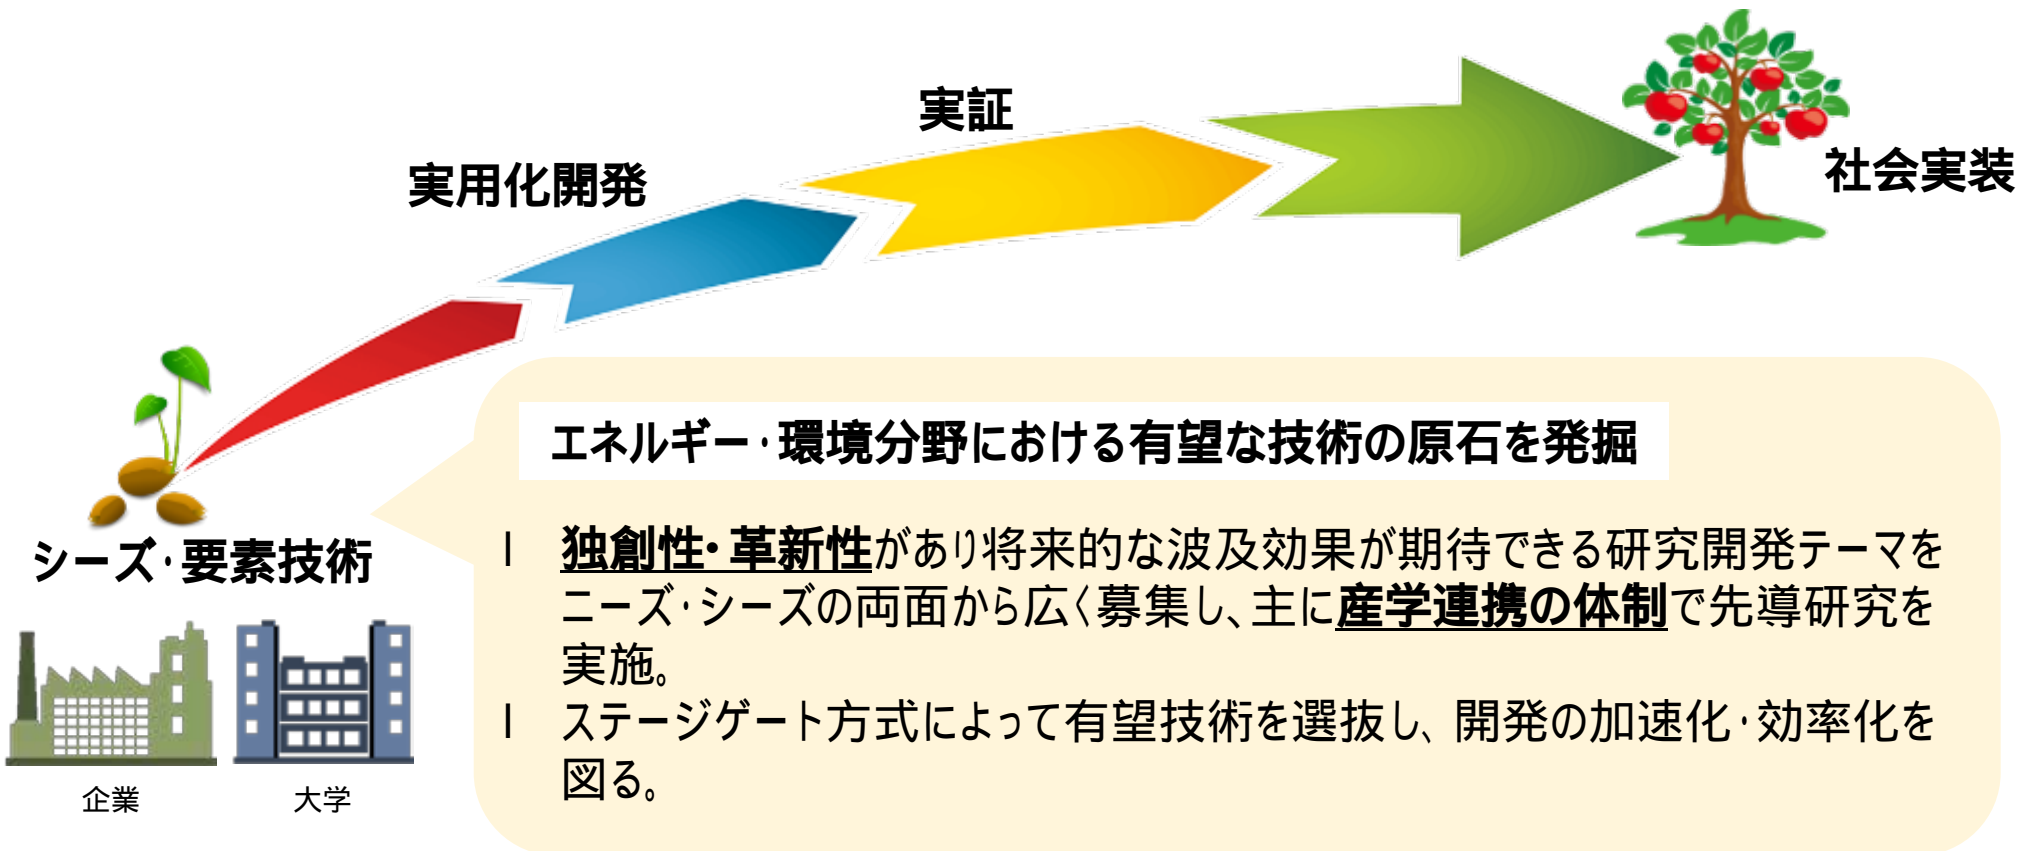 実証
実用化開発
社会実装
エネルギー・環境分野における有望な技術の原石を発掘
シーズ・要素技術
企業
大学
l 独創性・革新性があり将来的な波及効果が期待できる研究開発テーマを
ニーズ・シーズの両面から広く募集し、主に産学連携の体制で先導研究を
実施。
l ステージゲート方式によって有望技術を選抜し、開発の加速化・効率化を
図る。